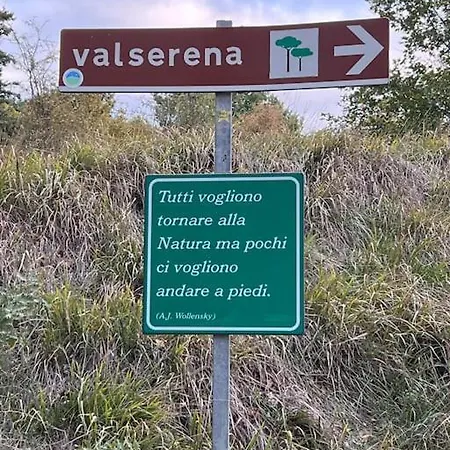 valserena
Tutti vogliono
tornare alla
Natura ma pochi
ci vogliono
andare a piedi.
(A.J. Wollensky)